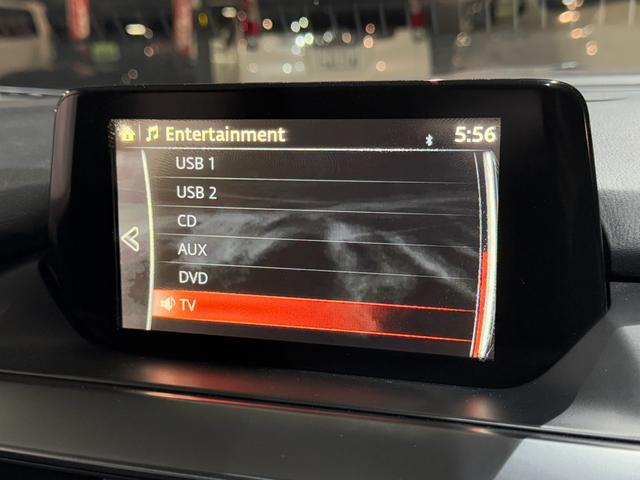 Entertainment 5:56
USB 1
USB 2
CD
AUX
DVD
TV